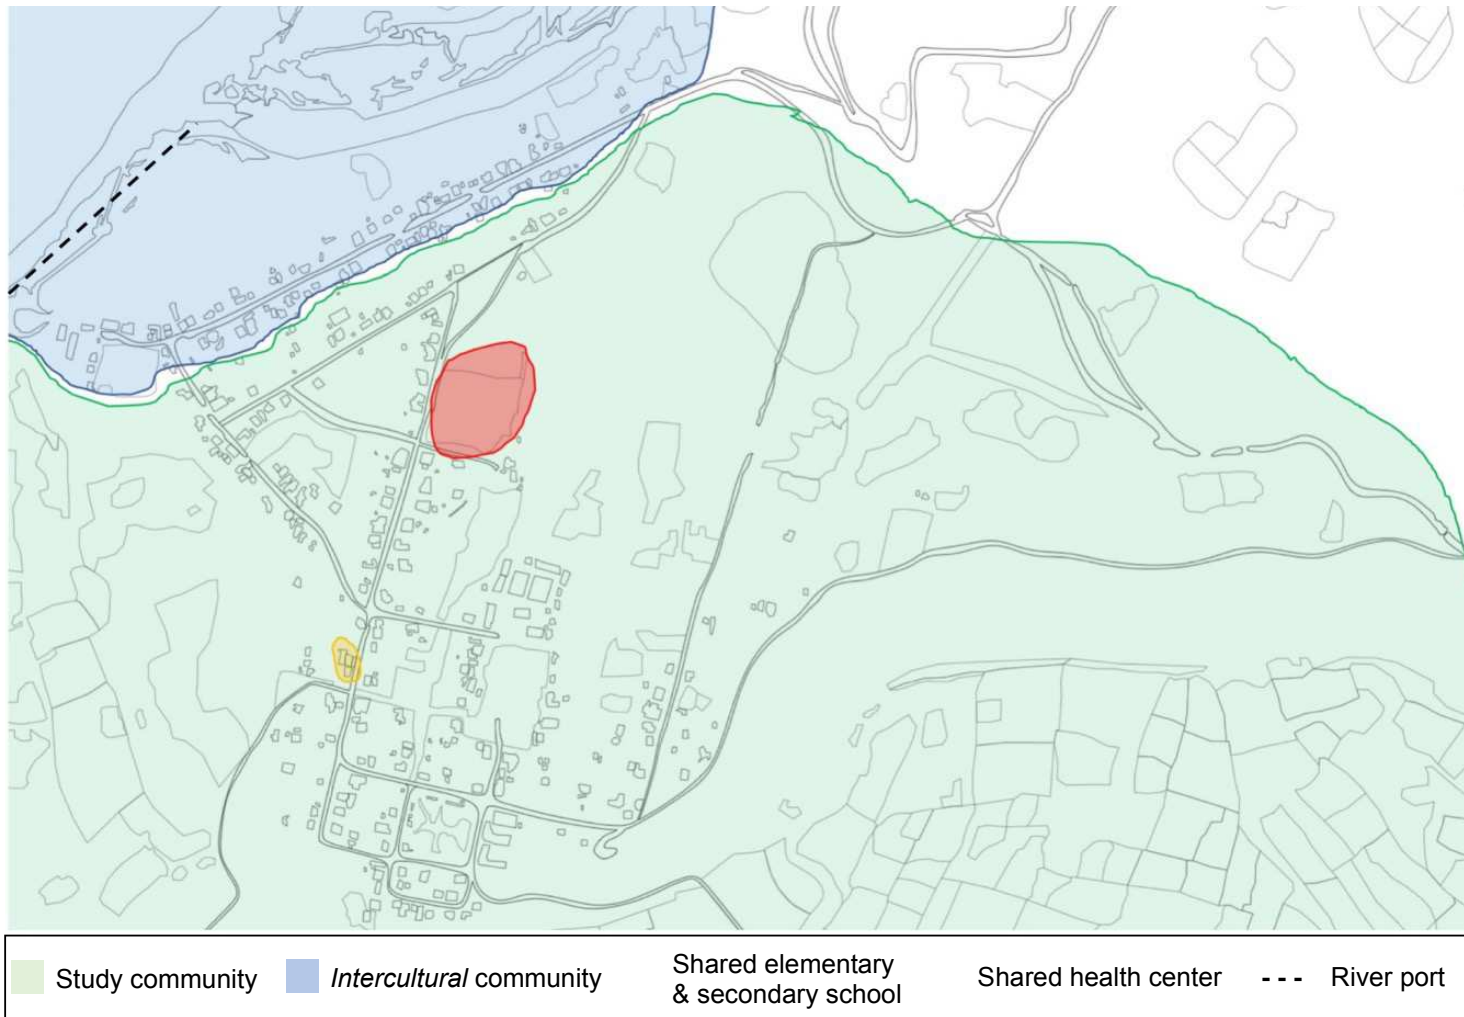 Study community
Intercultural community
Shared elementary
& secondary school
Shared health center
River port